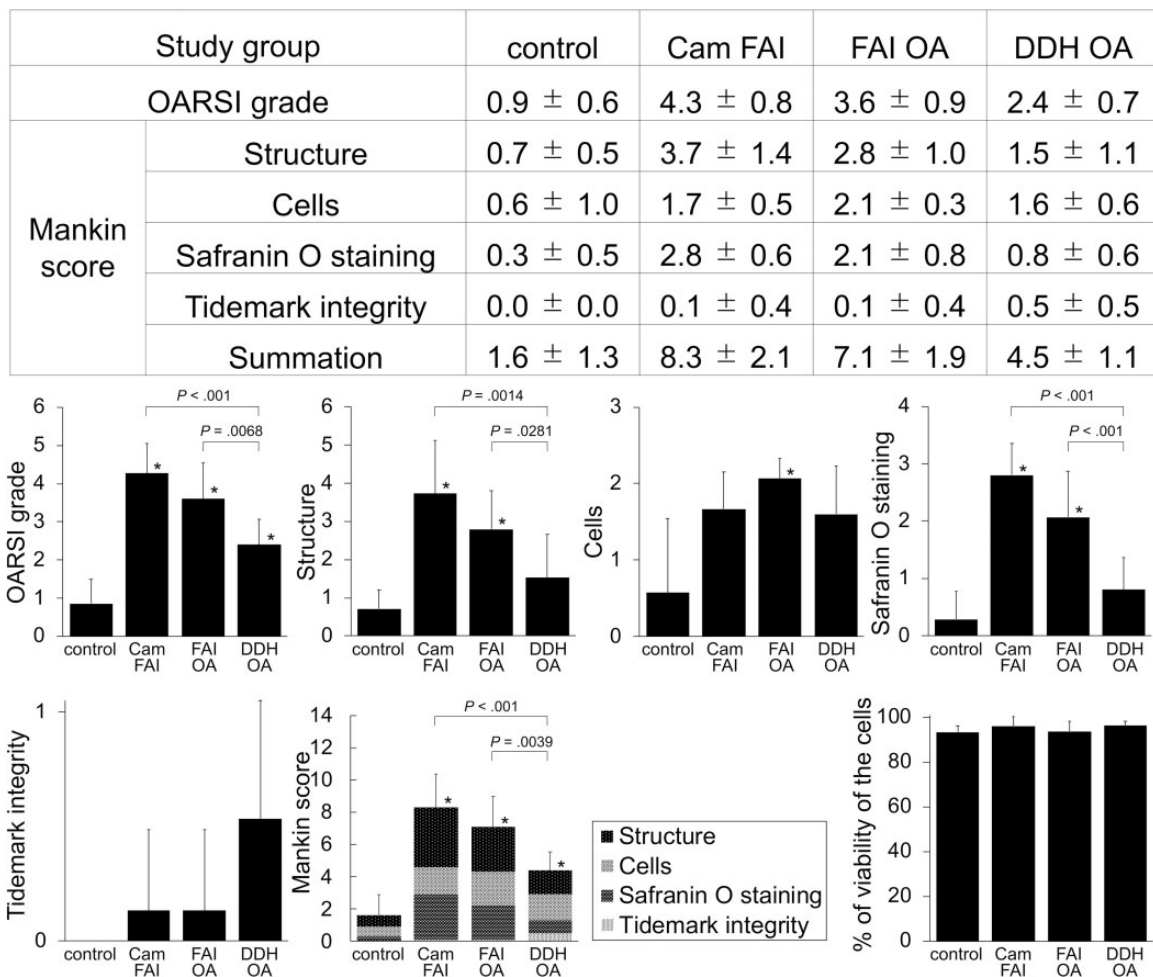 Study group control Cam FAI FAI OA DDH OA
OARSI grade 0.9 ± 0.6 4.3 ± 0.8 3.6 ± 0.9 2.4 ± 0.7
Mankin score
Structure 0.7 ± 0.5 3.7 ± 1.4 2.8 ± 1.0 1.5 ± 1.1
Cells 0.6 ± 1.0 1.7 ± 0.5 2.1 ± 0.3 1.6 ± 0.6
Safranin O staining 0.3 ± 0.5 2.8 ± 0.6 2.1 ± 0.8 0.8 ± 0.6
Tidemark integrity 0.0 ± 0.0 0.1 ± 0.4 0.1 ± 0.4 0.5 ± 0.5
Summation 1.6 ± 1.3 8.3 ± 2.1 7.1 ± 1.9 4.5 ± 1.1
OARSI grade
6
5
4
3
2
1
0
P < .001
P = .0068
* * *
control Cam FAI FAI OA DDH OA
Structure
6
5
4
3
2
1
0
P = .0014
P = .0281
* *
control Cam FAI FAI OA DDH OA
Cells
3
2
1
0
*
control Cam FAI FAI OA DDH OA
Safranin O staining
4
3
2
1
0
P < .001
P < .001
* *
control Cam FAI FAI OA DDH OA
Tidemark integrity
1
0
control Cam FAI FAI OA DDH OA
Mankin score
14
12
10
8
6
4
2
0
P < .001
P = .0039
* * *
control Cam FAI FAI OA DDH OA
Structure
Cells
Safranin O staining
Tidemark integrity
% of viability of the cells
100
80
60
40
20
0
control Cam FAI FAI OA DDH OA